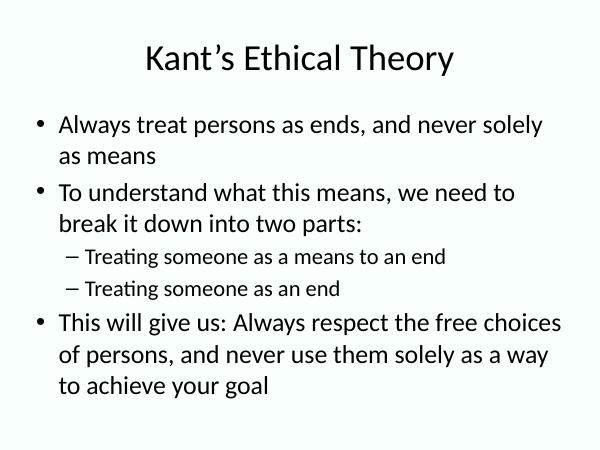 Kant’s Ethical Theory
• Always treat persons as ends, and never solely
as means
• To understand what this means, we need to
break it down into two parts:
– Treating someone as a means to an end
– Treating someone as an end
• This will give us: Always respect the free choices
of persons, and never use them solely as a way
to achieve your goal